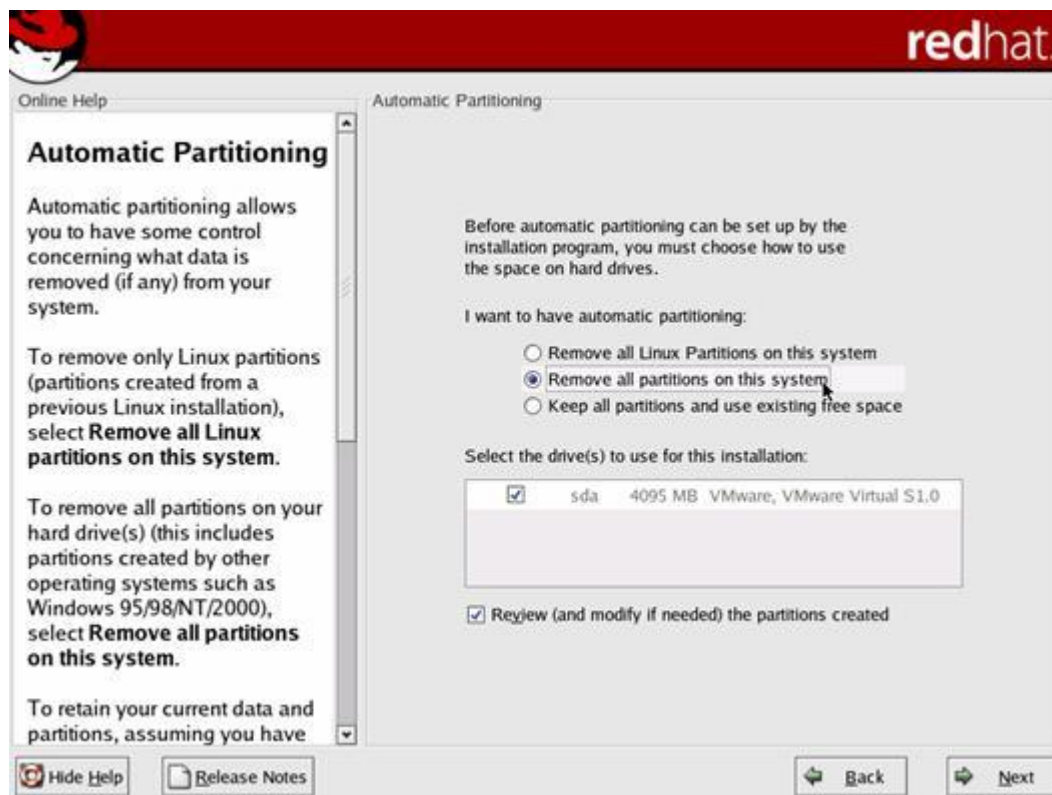 redhat.
Online Help
Automatic Partitioning
Automatic partitioning allows
you to have some control
concerning what data is
removed (if any) from your
system.
To remove only Linux partitions
(partitions created from a
previous Linux installation),
select Remove all Linux
partitions on this system.
To remove all partitions on your
hard drive(s) (this includes
partitions created by other
operating systems such as
Windows 95/98/NT/2000),
select Remove all partitions
on this system.
To retain your current data and
partitions, assuming you have
Automatic Partitioning
Before automatic partitioning can be set up by the
installation program, you must choose how to use
the space on hard drives.
I want to have automatic partitioning:
Remove all Linux Partitions on this system
Remove all partitions on this system
Keep all partitions and use existing free space
Select the drive(s) to use for this installation:
sda 4095 MB VMware, VMware Virtual S1.0
Review (and modify if needed) the partitions created
Hide Help
Release Notes
Back
Next